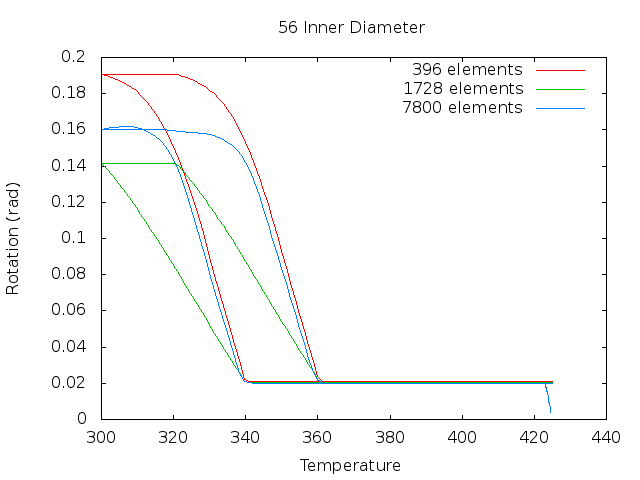 56 Inner Diameter
396 elements
1728 elements
7800 elements
Rotation (rad)
0.2
0.18
0.16
0.14
0.12
0.1
0.08
0.06
0.04
0.02
0
300 320 340 360 380 400 420 440
Temperature